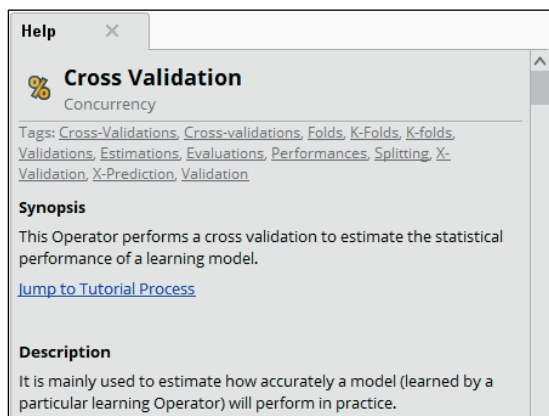 Help
Cross Validation
Concurrency
Tags: Cross-Validations, Cross-validations, Folds, K-Folds, K-folds,
Validations, Estimations, Evaluations, Performances, Splitting, X-
Validation, X-Prediction, Validation
Synopsis
This Operator performs a cross validation to estimate the statistical
performance of a learning model.
Jump to Tutorial Process
Description
It is mainly used to estimate how accurately a model (learned by a
particular learning Operator) will perform in practice.